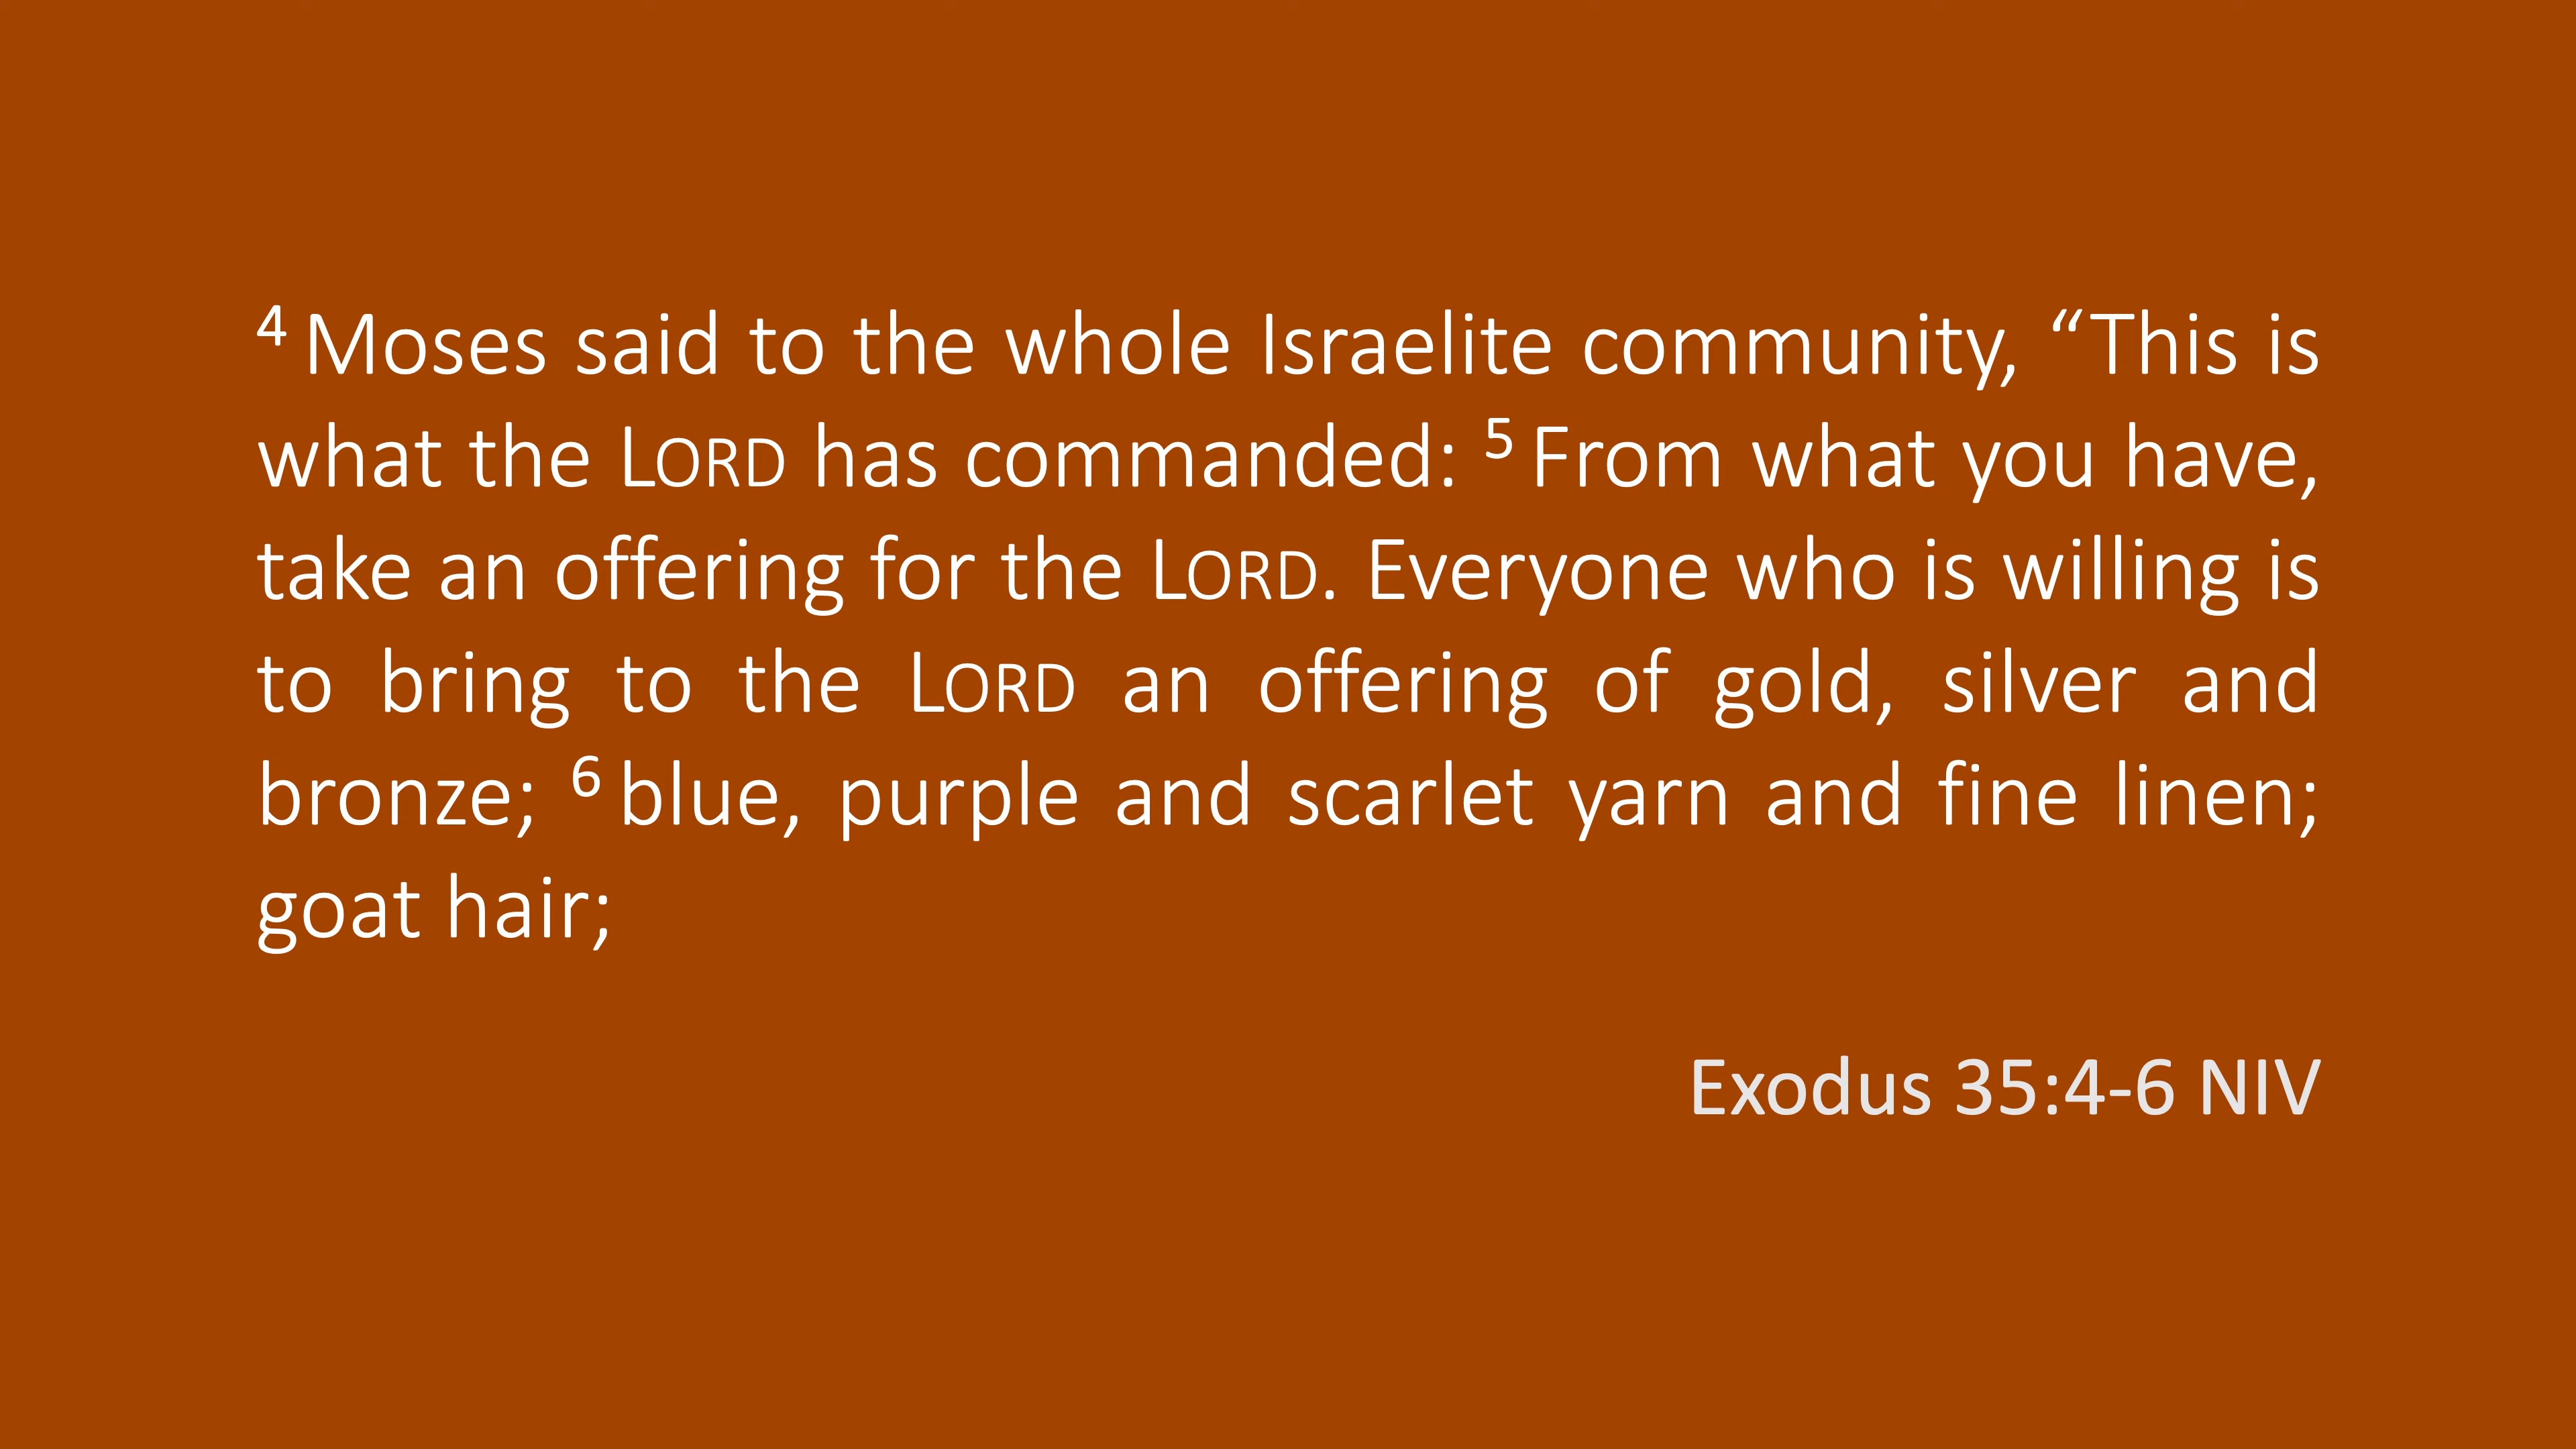 4 Moses said to the whole Israelite community, “This is
what the LORD has commanded: 5 From what you have,
take an offering for the LORD. Everyone who is willing is
to bring to the LORD an offering of gold, silver and
bronze; 6 blue, purple and scarlet yarn and fine linen;
goat hair;
Exodus 35:4-6 NIV